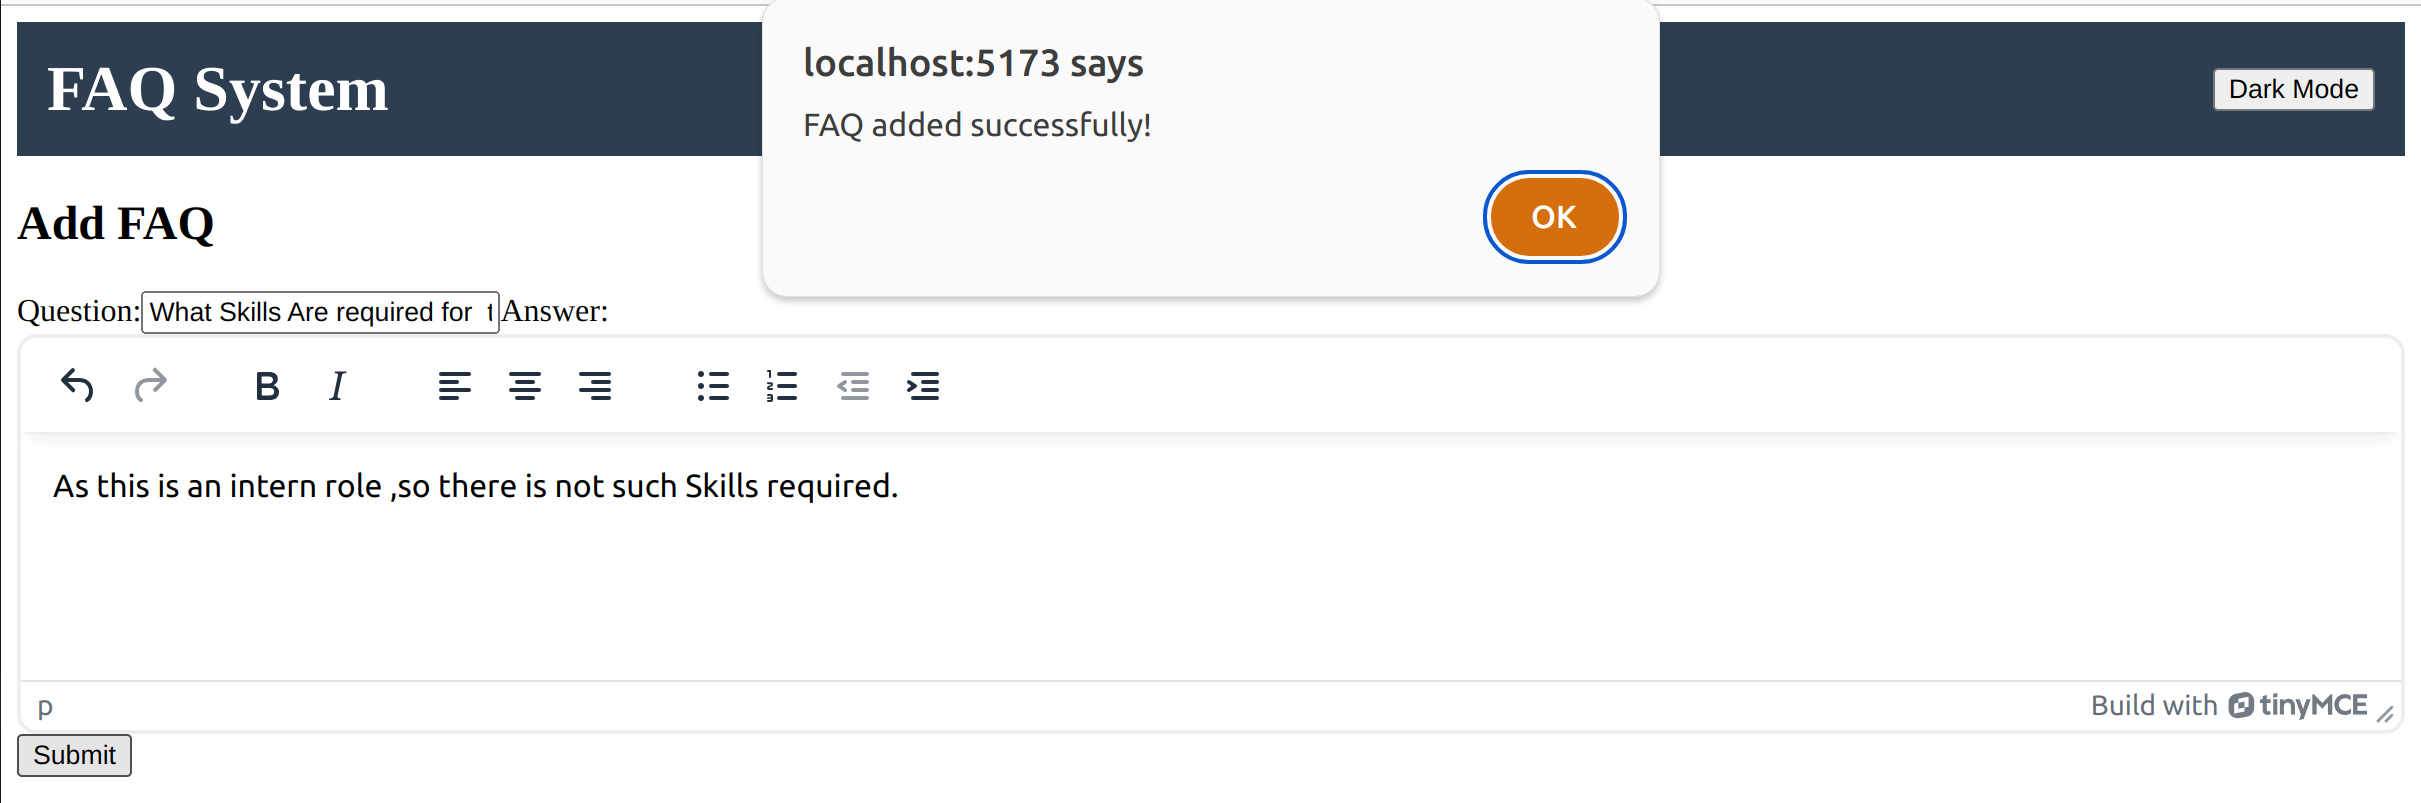 localhost:5173 says
FAQ added successfully!
OK
FAQ System
Dark Mode
Add FAQ
Question: What Skills Are required for Answer:
B I
As this is an intern role ,so there is not such Skills required.
p
Build with tinyMCE
Submit